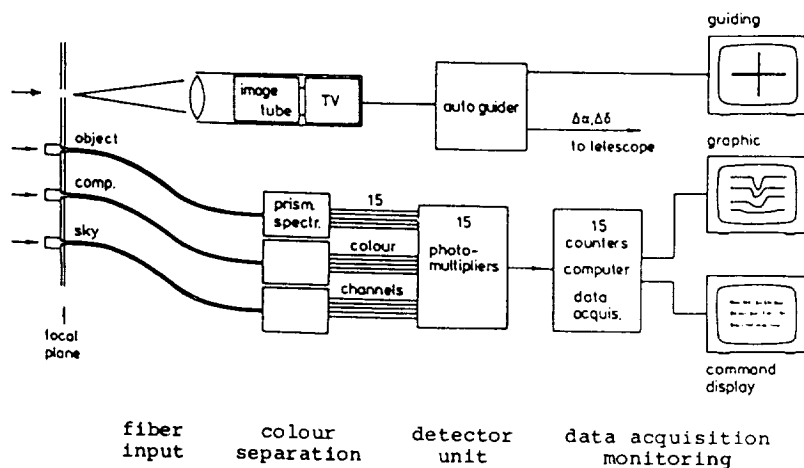 guiding
image
tube
TV
auto guider
Δα,Δδ
to telescope
graphic
object
comp.
sky
prism.
spectr.
15
colour
channels
15
photo-
multipliers
15
counters
computer
data
acquis.
focal
plane
command
display
fiber
input
colour
separation
detector
unit
data acquisition
monitoring